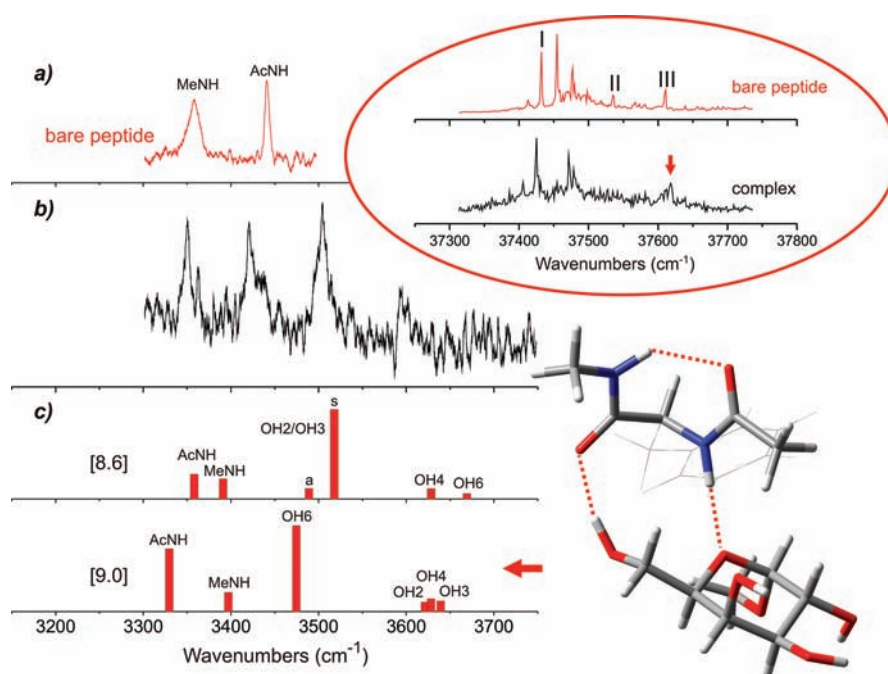 a)
MeNH
AcNH
bare peptide
I
II
III
bare peptide
complex
37300 37400 37500 37600 37700 37800
Wavenumbers (cm-1)
b)
c)
[8.6]
AcNH
MeNH
a
OH2/OH3
s
OH4
OH6
[9.0]
AcNH
MeNH
OH6
OH2
OH4
OH3
3200 3300 3400 3500 3600 3700
Wavenumbers (cm-1)